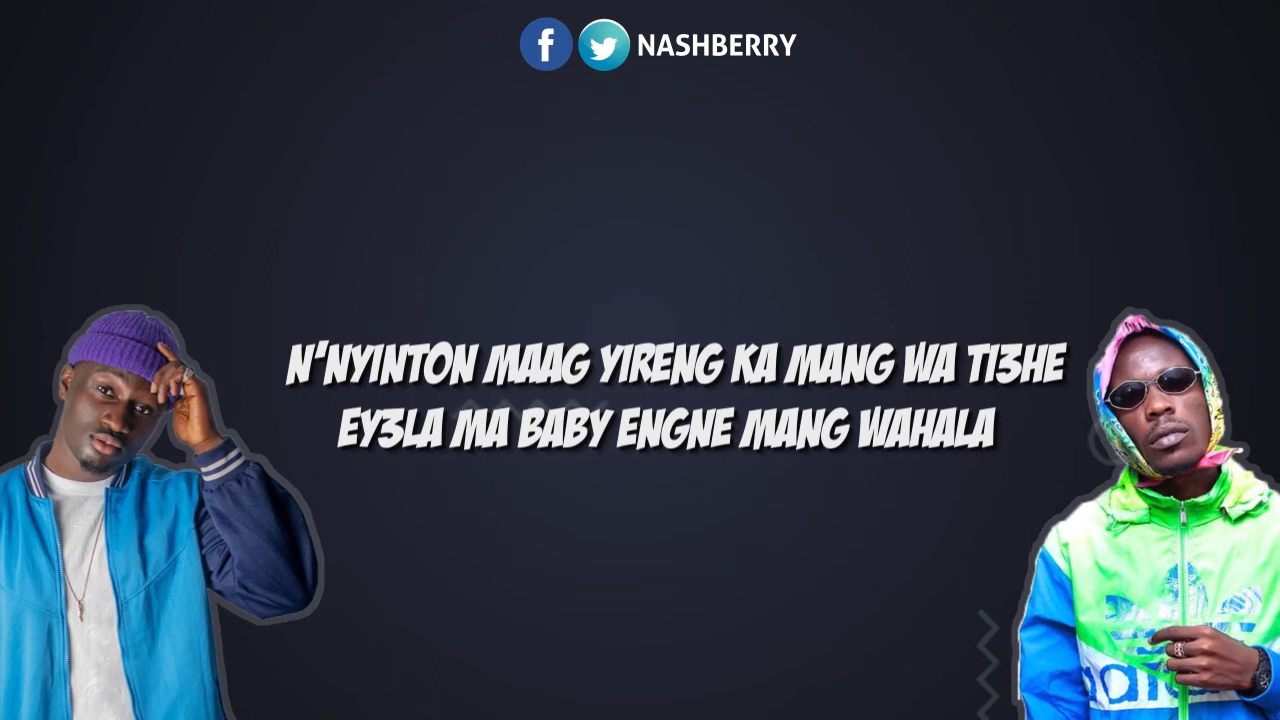 NASHBERRY
N'NYINTON MAAG YIRENG KA MANG WA TI3HE
EY3LA MA BABY ENGNE MANG WAHALA